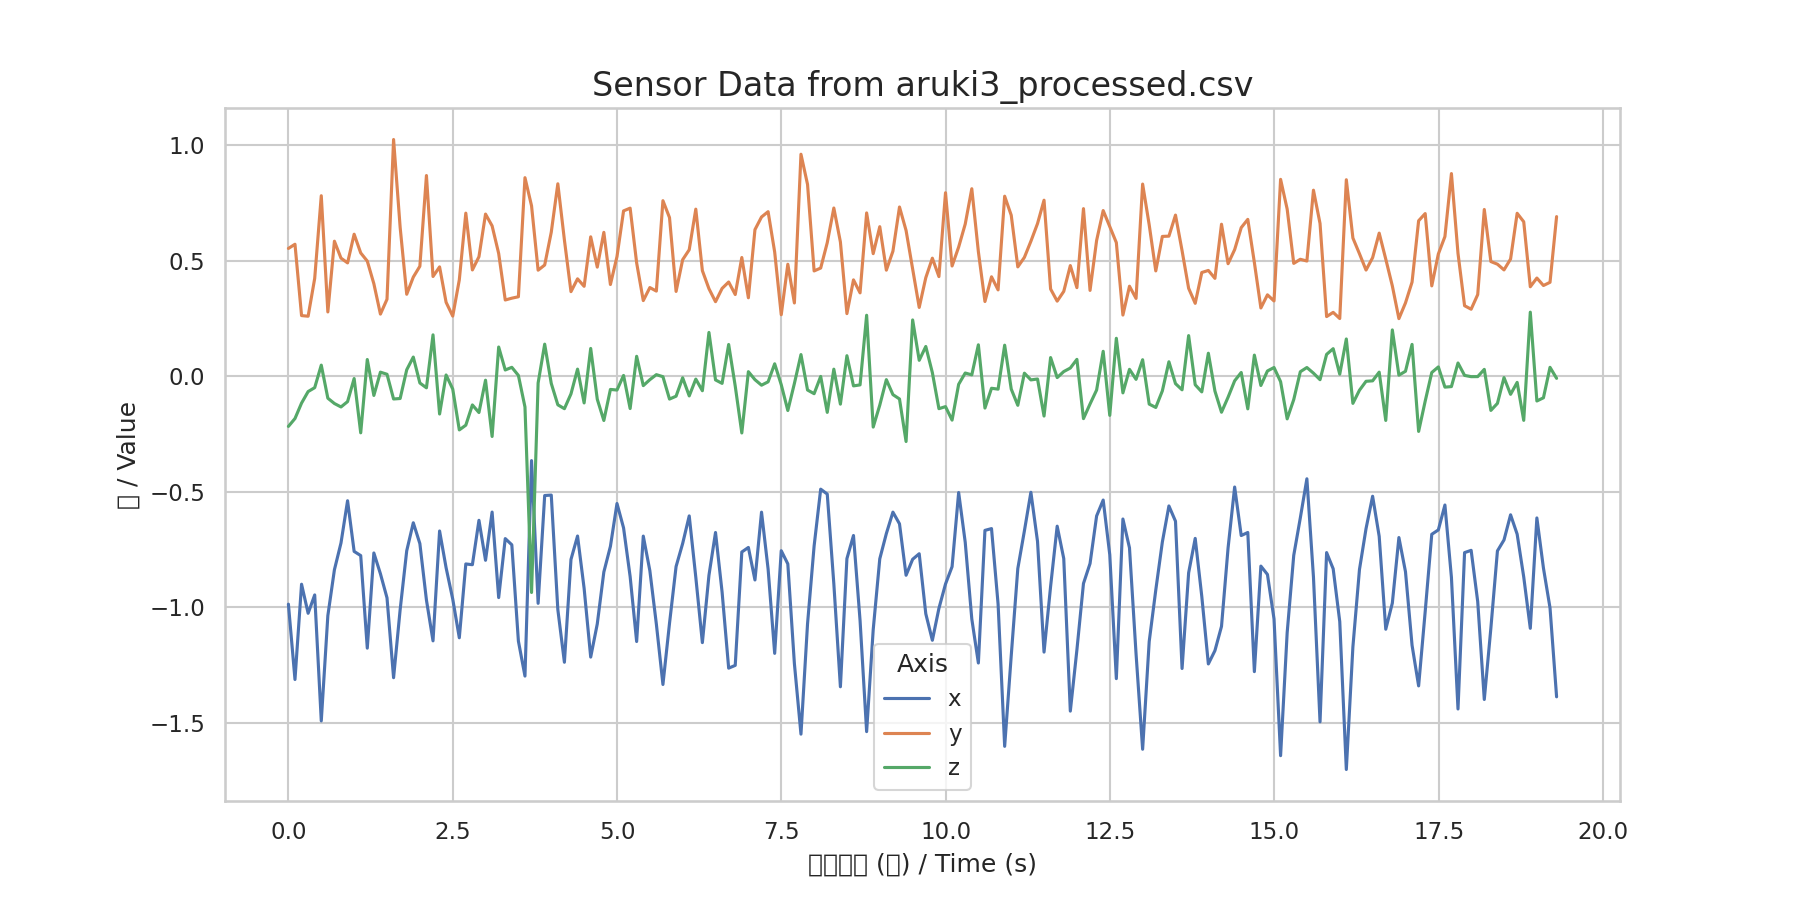 Sensor Data from aruki3_processed.csv
1.0
0.5
0.0
−0.5
−1.0
−1.5
/ Value
Axis
x
y
z
0.0 2.5 5.0 7.5 10.0 12.5 15.0 17.5 20.0
( ) / Time (s)